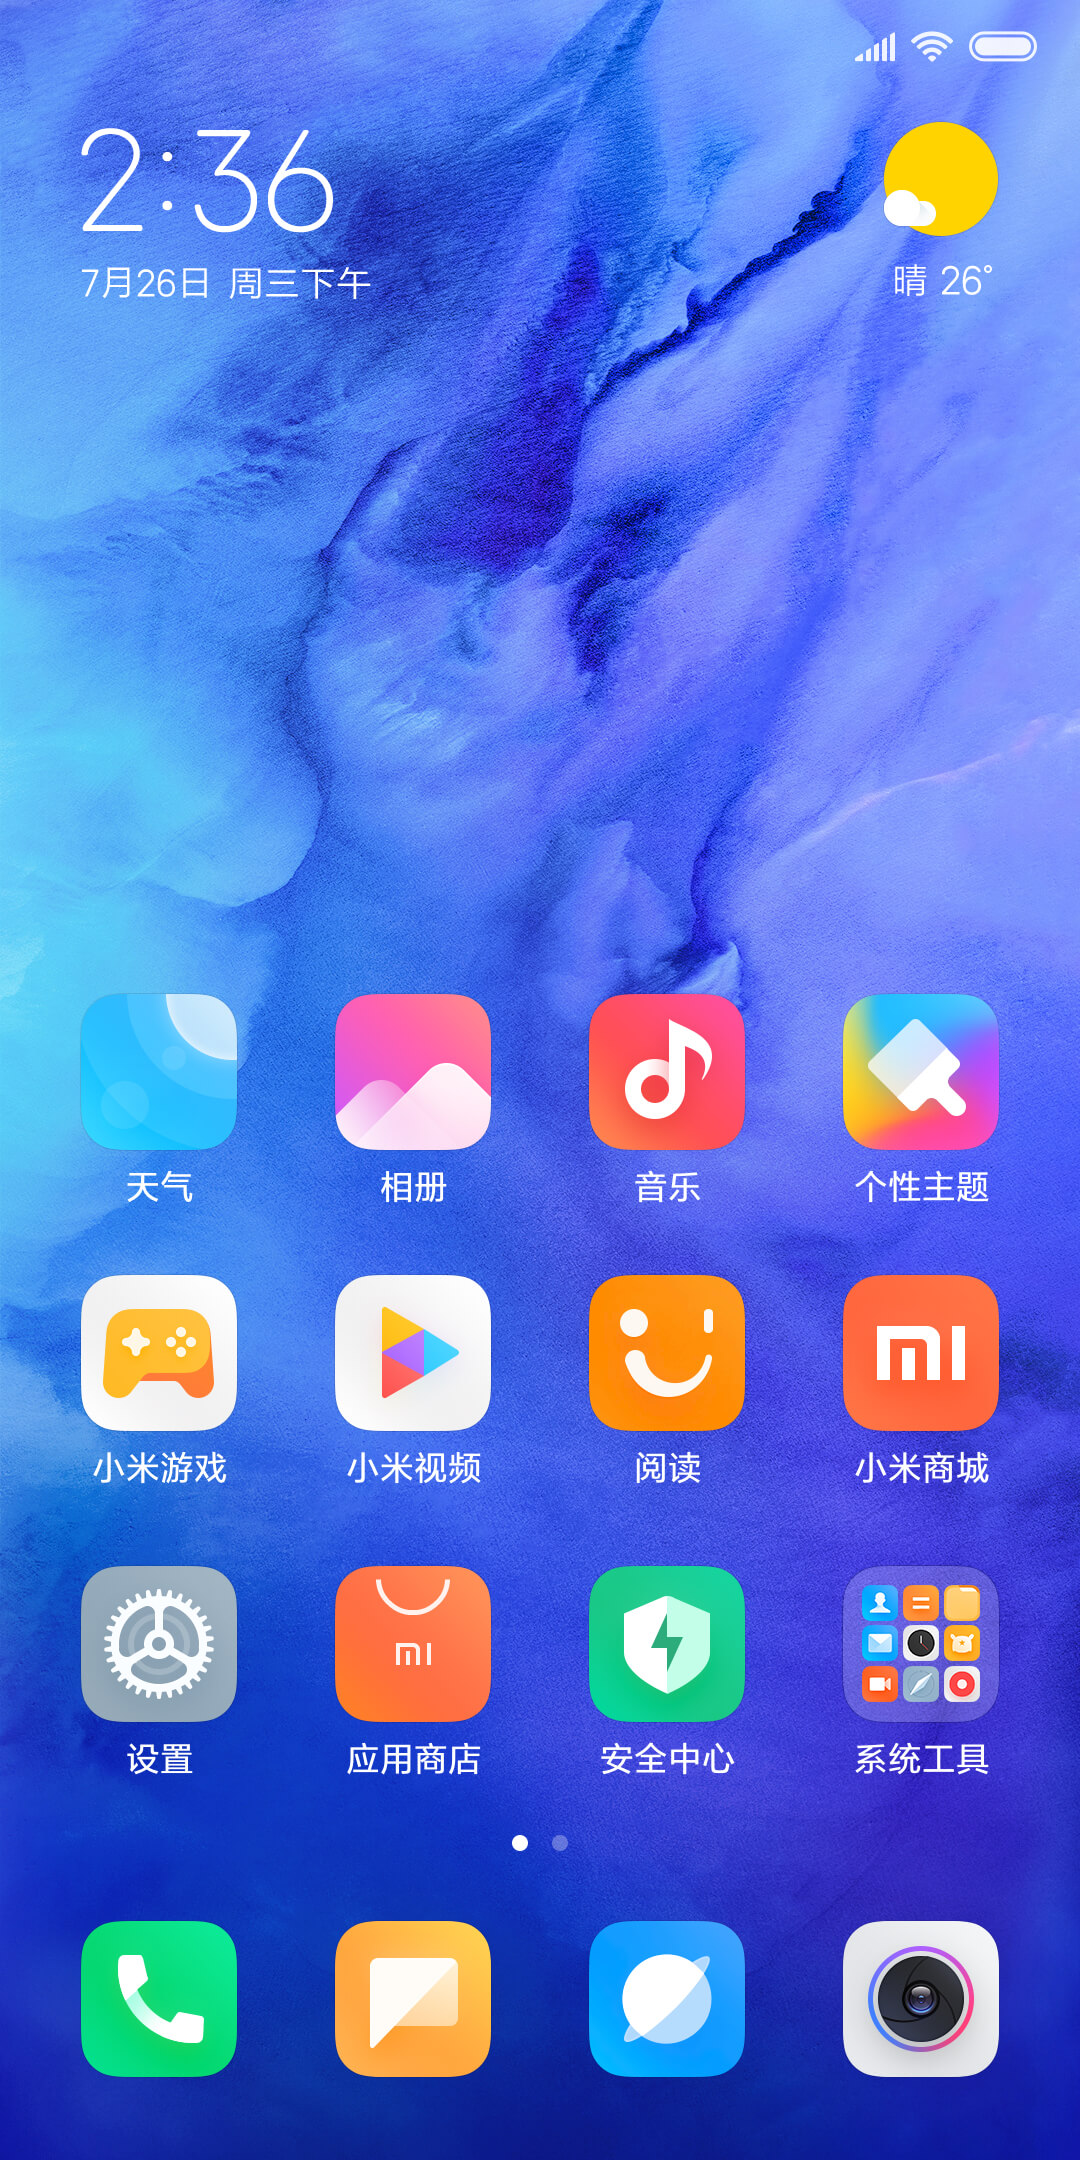 2:36
7月26日 周三下午
晴 26°
天气
相册
音乐
个性主题
小米游戏
小米视频
阅读
mi
小米商城
mi
设置
应用商店
安全中心
系统工具